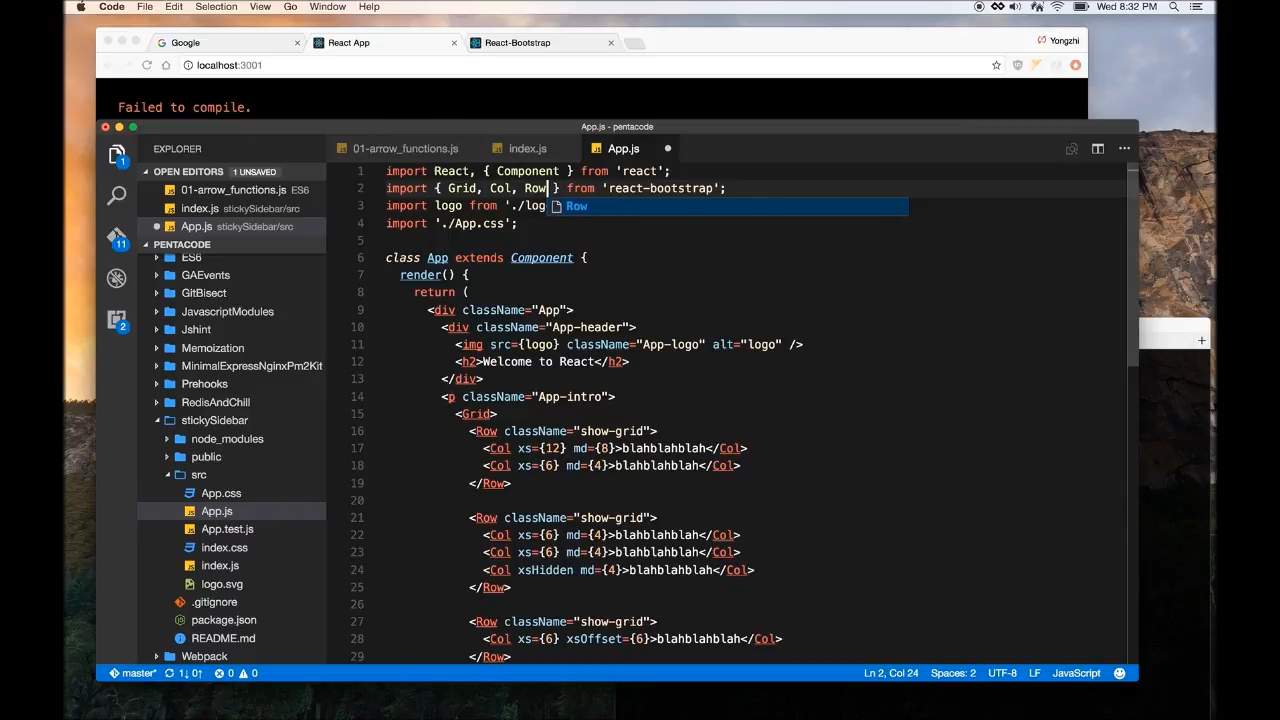 Code File Edit Selection View Go Window Help
Wed 8:32 PM
Google
React App
React-Bootstrap
Yongzhi
localhost:3001
Failed to compile.
App.js - pentacode
EXPLORER
01-arrow_functions.js
index.js
App.js
OPEN EDITORS 1 UNSAVED
01-arrow_functions.js ES6
index.js stickySidebar/src
App.js stickySidebar/src
PENTACODE
ES6
GAEvents
GitBisect
JavascriptModules
Jshint
Memoization
MinimalExpressNginxPm2Kit
Prehooks
RedisAndChill
stickySidebar
node_modules
public
src
App.css
App.js
App.test.js
index.css
index.js
logo.svg
.gitignore
package.json
README.md
Webpack
1
11
2
1 import React, { Component } from 'react';
2 import { Grid, Col, Row } from 'react-bootstrap';
3 import logo from './log
Row
4 import './App.css';
5
6 class App extends Component {
7 render() {
8 return (
9 <div className="App">
10 <div className="App-header">
11 <img src={logo} className="App-logo" alt="logo" />
12 <h2>Welcome to React</h2>
13 </div>
14 <p className="App-intro">
15 <Grid>
16 <Row className="show-grid">
17 <Col xs={12} md={8}>blahblahblah</Col>
18 <Col xs={6} md={4}>blahblahblah</Col>
19 </Row>
20
21 <Row className="show-grid">
22 <Col xs={6} md={4}>blahblahblah</Col>
23 <Col xs={6} md={4}>blahblahblah</Col>
24 <Col xsHidden md={4}>blahblahblah</Col>
25 </Row>
26
27 <Row className="show-grid">
28 <Col xs={6} xsOffset={6}>blahblahblah</Col>
29 </Row>
master* 1↓ 0↑ 0 0
Ln 2, Col 24 Spaces: 2 UTF-8 LF JavaScript